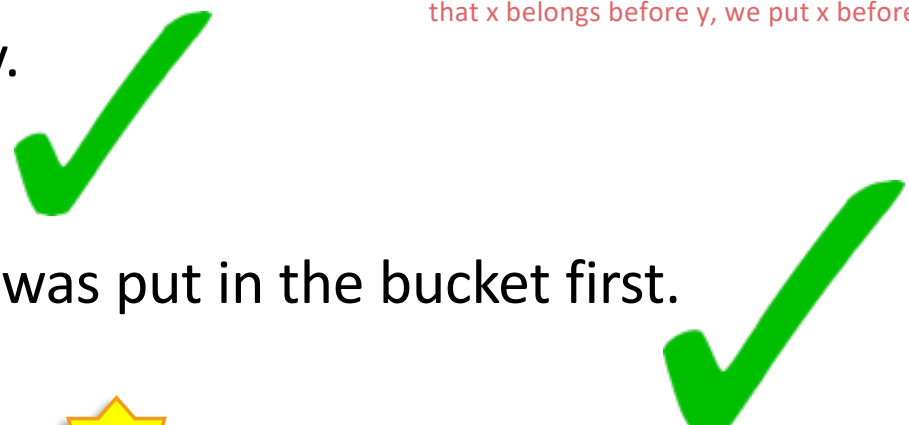 that x belongs before y, we put x before
y.
was put in the bucket first.